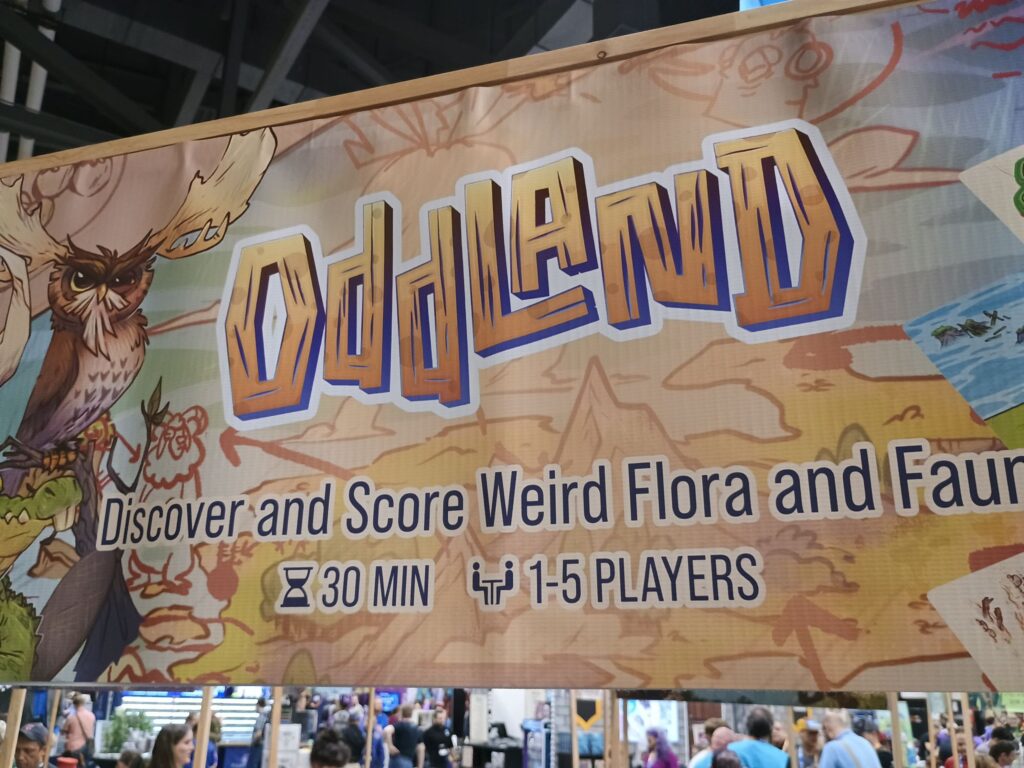 OddLAND
Discover and Score Weird Flora and Faun
30 MIN 1-5 PLAYERS